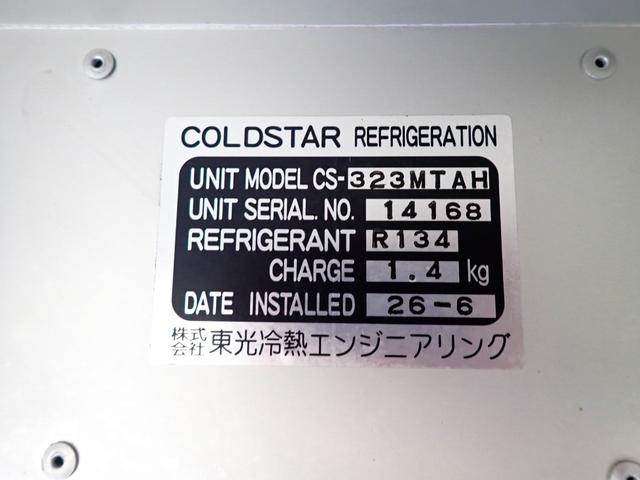 COLDSTAR REFRIGERATION
UNIT MODEL CS-323MTAH
UNIT SERIAL. NO. 14168
REFRIGERANT R134
CHARGE 1.4 kg
DATE INSTALLED 26-6
株式会社 東光冷熱エンジニアリング